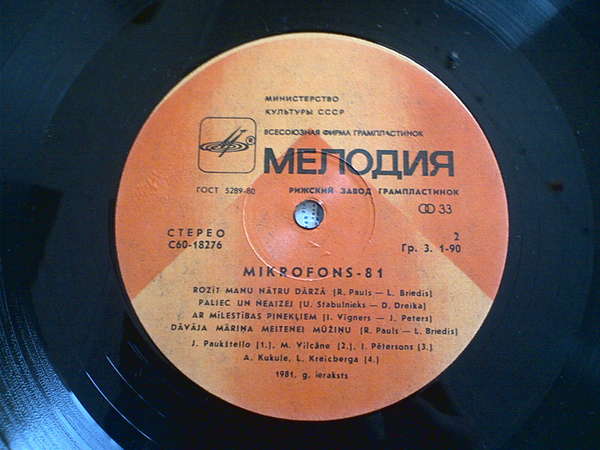 МИНИСТЕРСТВО
КУЛЬТУРЫ СССР
ВСЕСОЮЗНАЯ ФИРМА ГРАМПЛАСТИНОК
®
МЕЛОДИЯ
ГОСТ 5289-80 РИЖСКИЙ ЗАВОД ГРАМПЛАСТИНОК
33
СТЕРЕО 2
С60-18276 Гр. 3. 1-90
MIKROFONS-81
ROZĪT MANU NĀTRU DĀRZĀ (R. Pauls — L. Briedis)
PALIEC UN NEAIZEJ (U. Stabulnieks — D. Dreika)
AR MĪLESTĪBAS PIŅEKĻIEM (I. Vigners — J. Peters)
DĀVĀJA MĀRIŅA MEITENEI MŪŽIŅU (R. Pauls — L. Briedis)
J. Paukštello (1.), M. Vilcāne (2.), I. Pētersons (3.)
A. Kukule, L. Kreicberga (4.)
1981. g. ieraksts